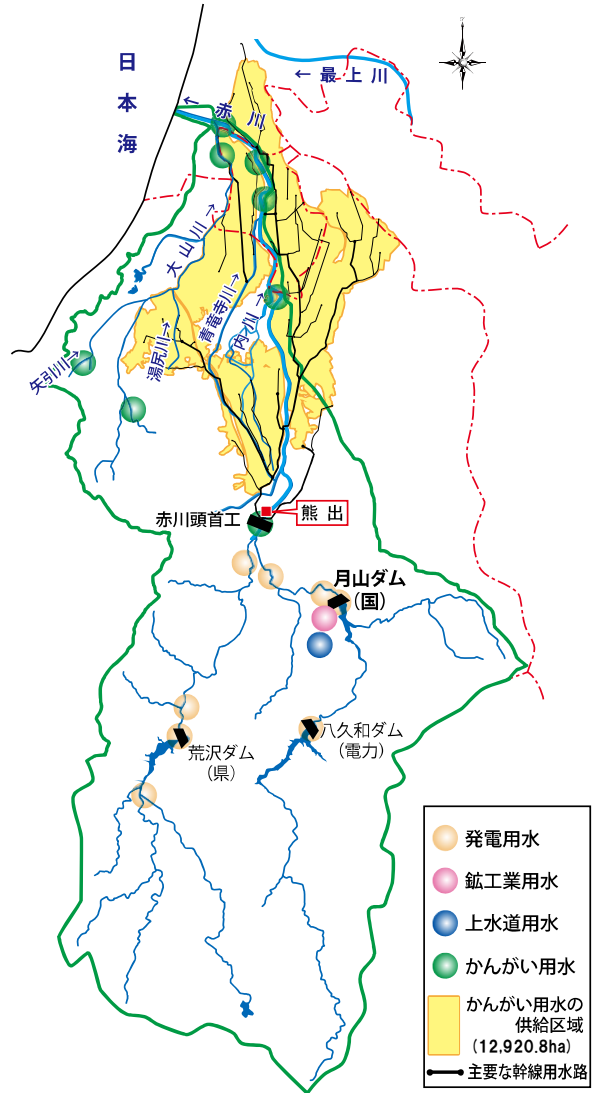 日本海
←最上川
←赤川
大山川→
青竜寺川→
内川→
湯尻川→
矢引川→
赤川頭首工
熊出
月山ダム
(国)
八久和ダム
(電力)
荒沢ダム
(県)
発電用水
鉱工業用水
上水道用水
かんがい用水
かんがい用水の
供給区域
(12,920.8ha)
主要な幹線用水路